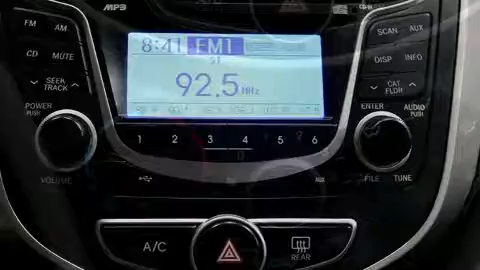 MP3
FM AM
CD MUTE
SEEK TRACK
POWER PUSH
VOLUME
8:41 FM1
ST
92.5 MHz
1 2 3 4 5 6
SCAN AUX
DISP INFO
CAT FLDR
ENTER AUDIO PUSH
FILE TUNE
AUX
A/C
REAR